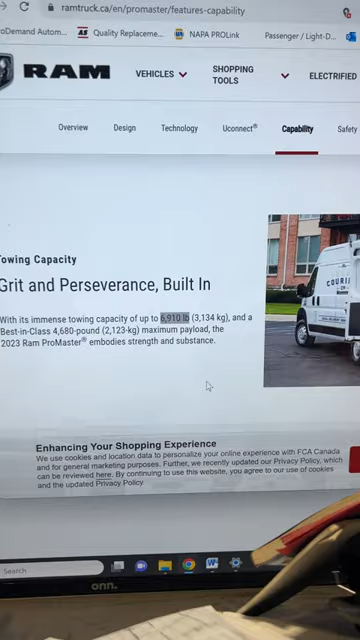 ramtruck.ca/en/promaster/features-capability
Demand Autom...
Quality Replaceme...
NAPA PROLink
Passenger / Light-D...
RAM
VEHICLES
SHOPPING
TOOLS
ELECTRIFIED
Overview
Design
Technology
Uconnect®
Capability
Safety
Towing Capacity
Grit and Perseverance, Built In
With its immense towing capacity of up to 6,910 lb (3,134 kg), and a
Best-in-Class 4,680-pound (2,123-kg) maximum payload, the
2023 Ram ProMaster® embodies strength and substance.
COURI
Enhancing Your Shopping Experience
We use cookies and location data to personalize your online experience with FCA Canada
and for general marketing purposes. Further, we recently updated our Privacy Policy, which
can be reviewed here. By continuing to use this website, you agree to our use of cookies
and the updated Privacy Policy
Search
onn.